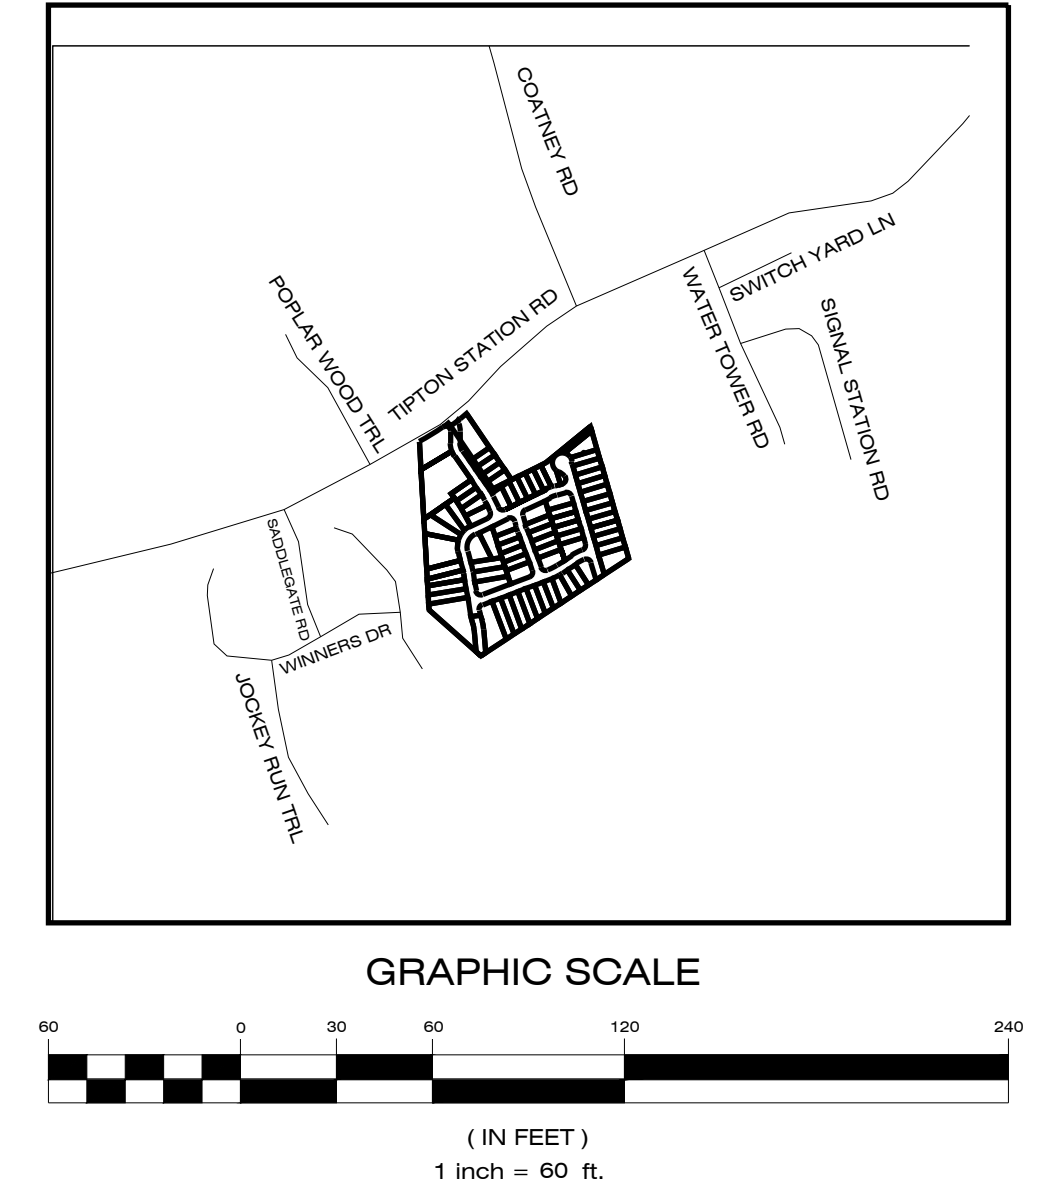 COATNEY RD
SWITCH YARD LN
POPLAR WOOD TRL
TIPTON STATION RD
WATER TOWER RD
SIGNAL STATION RD
SADDLEGATE RD
WINNERS DR
JOCKEY RUN TRL
GRAPHIC SCALE
60 0 30 60 120 240
( IN FEET )
1 inch = 60 ft.